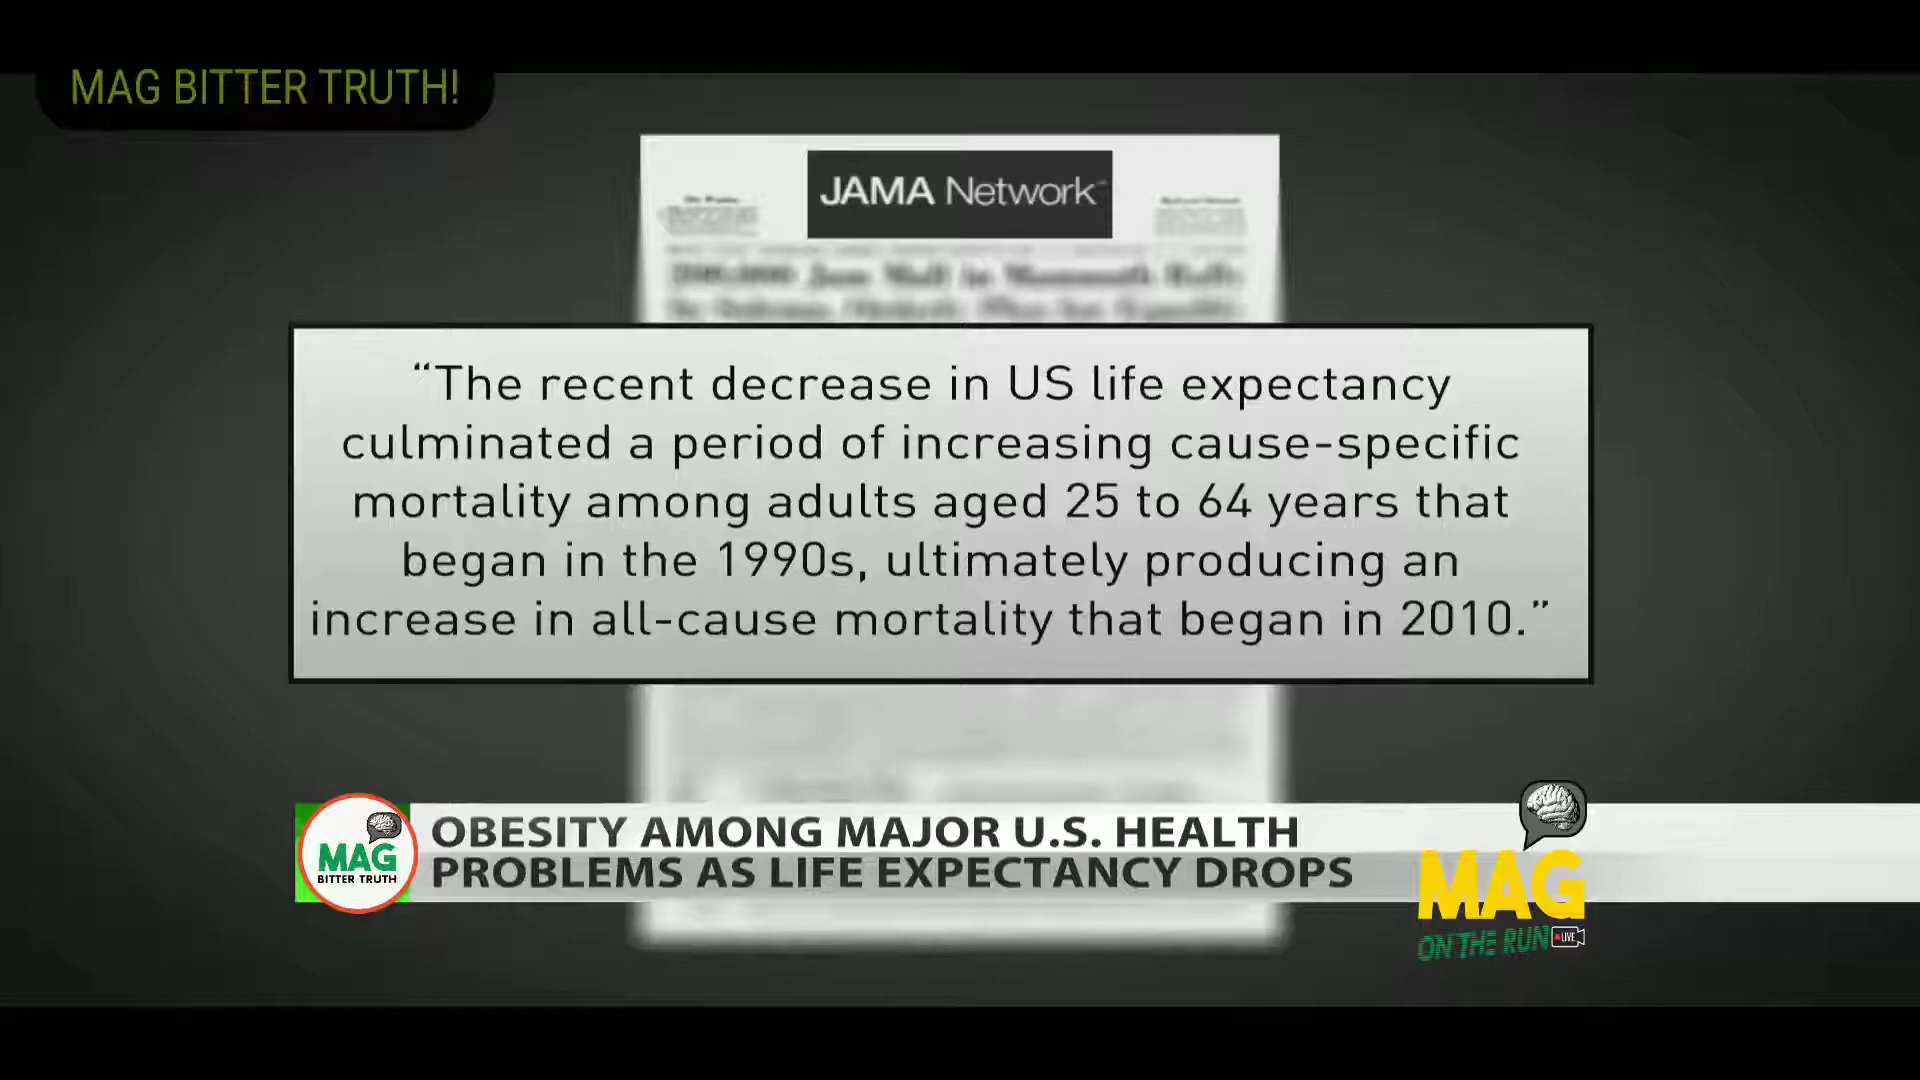 MAG BITTER TRUTH!
JAMA Network
“The recent decrease in US life expectancy
culminated a period of increasing cause-specific
mortality among adults aged 25 to 64 years that
began in the 1990s, ultimately producing an
increase in all-cause mortality that began in 2010.”
MAG
BITTER TRUTH
OBESITY AMONG MAJOR U.S. HEALTH
PROBLEMS AS LIFE EXPECTANCY DROPS
MAG
ON THE RUN LIVE